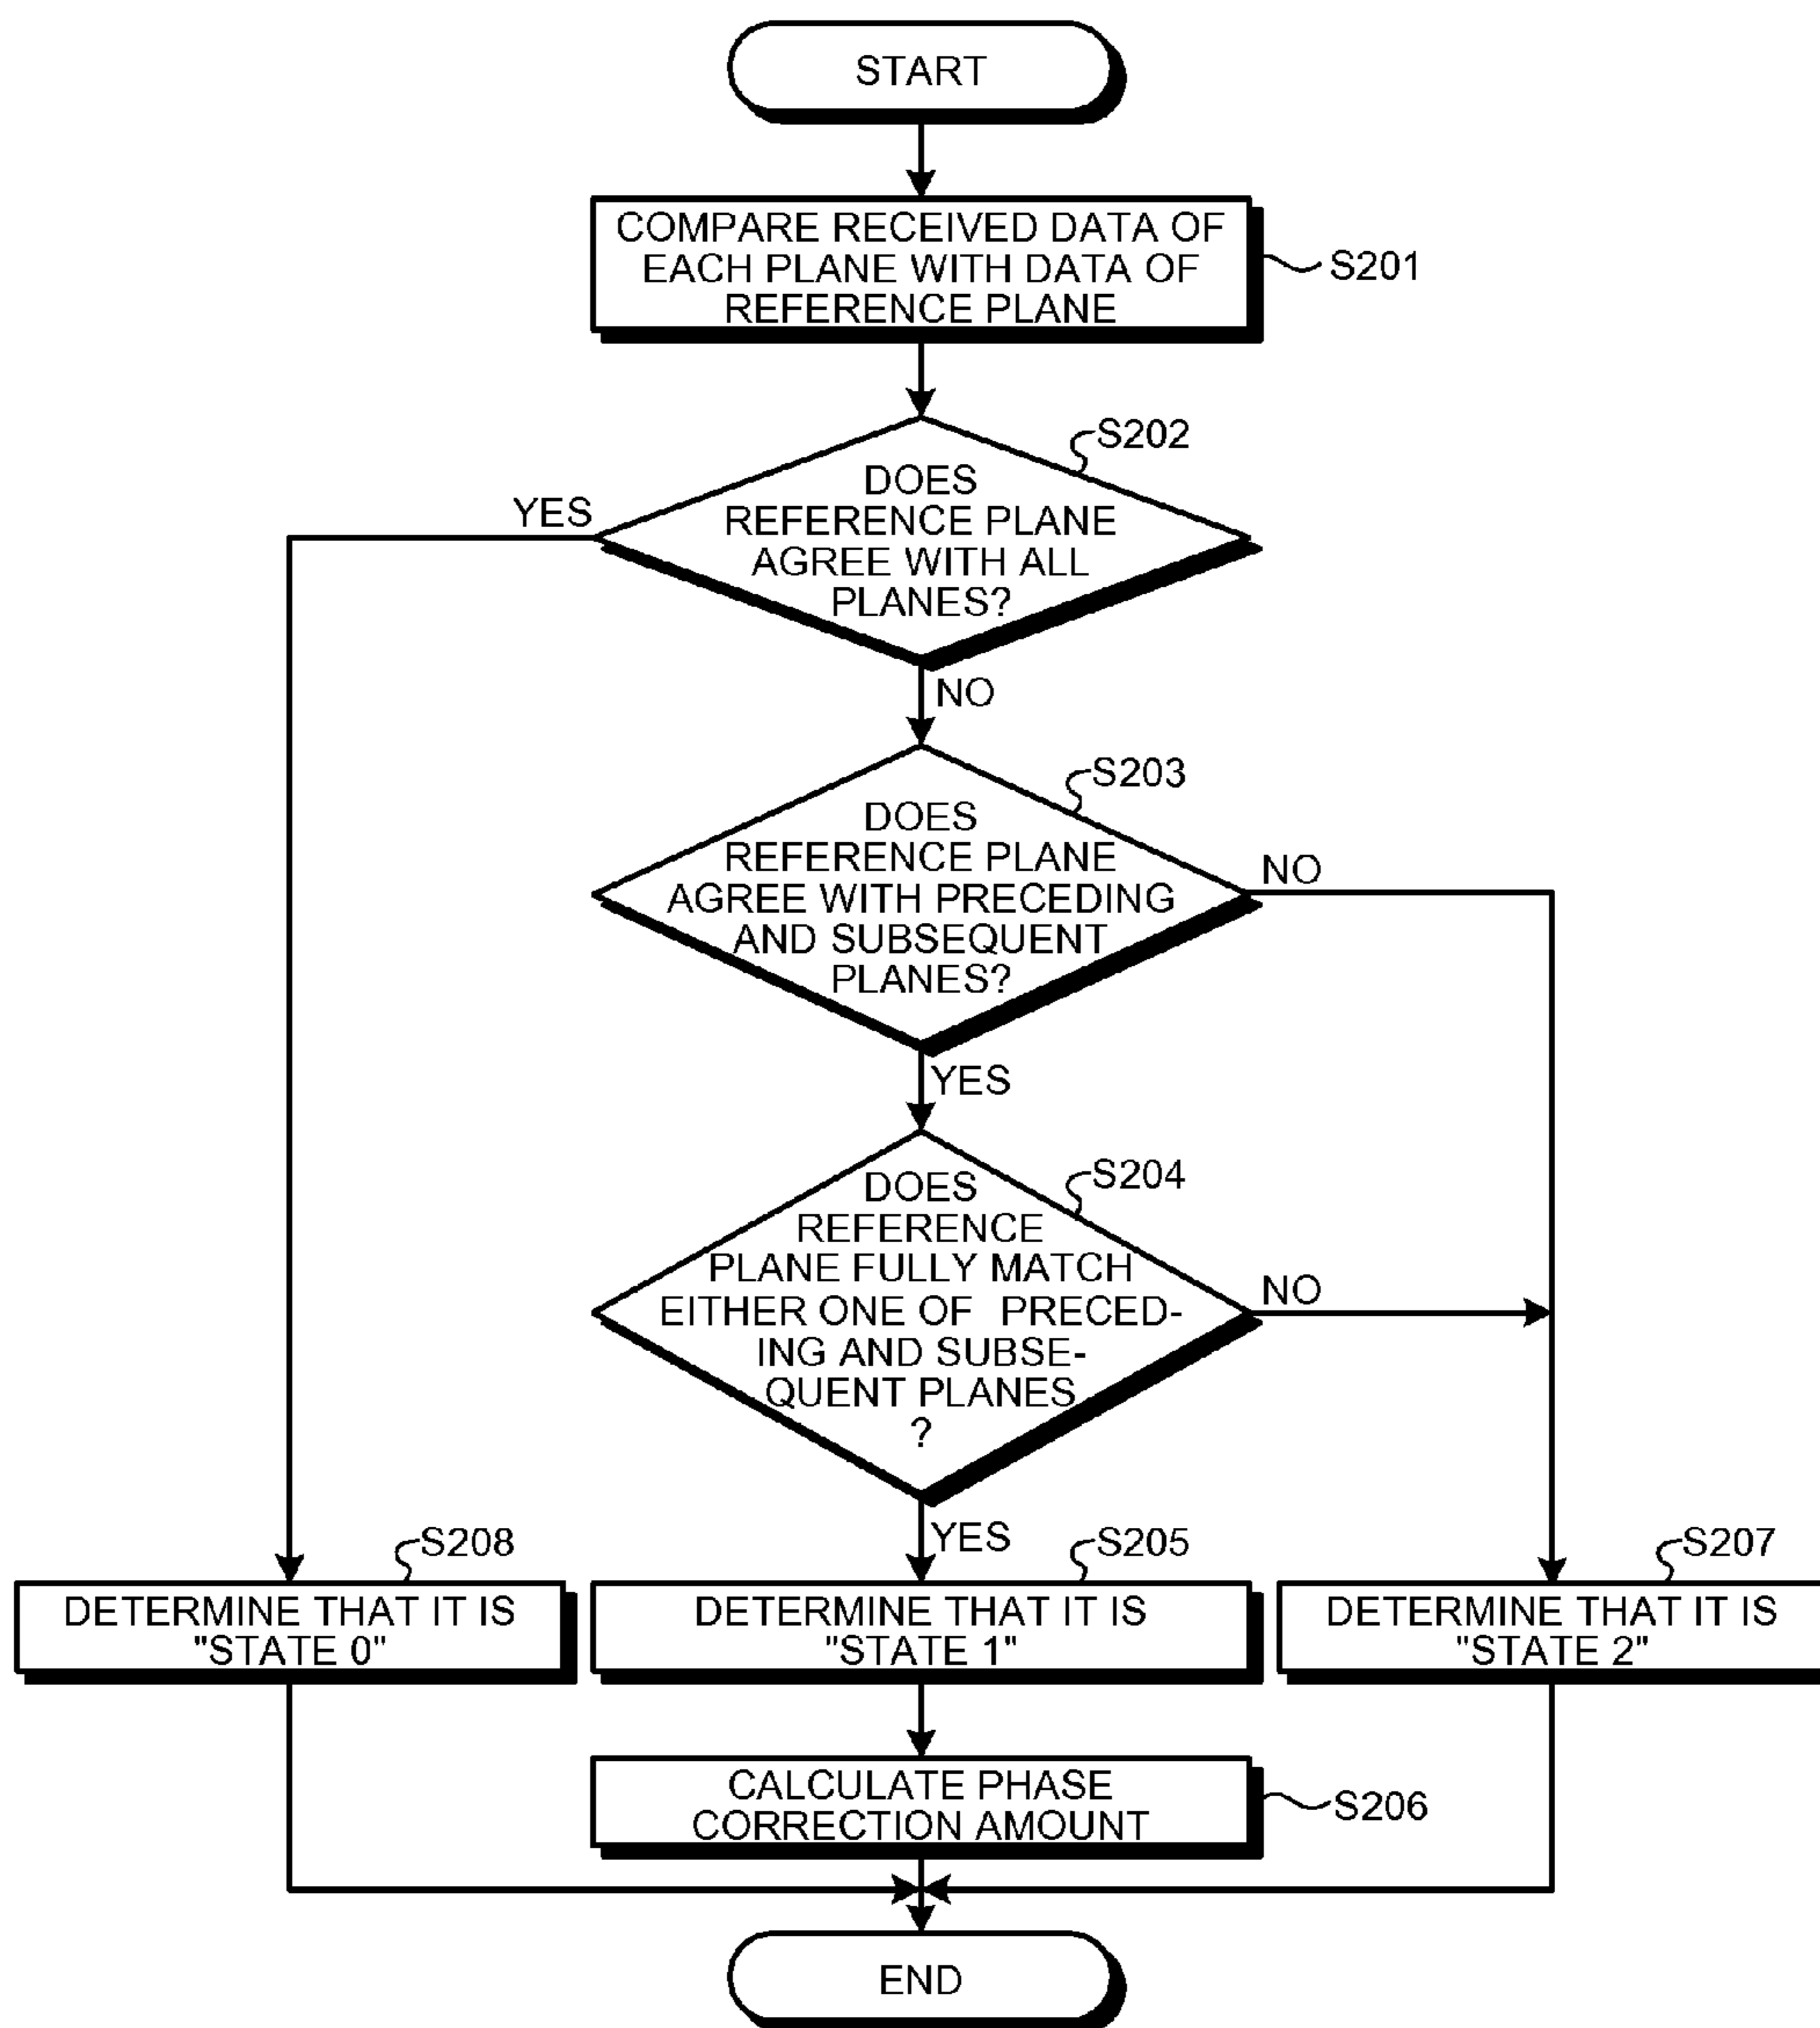 START
COMPARE RECEIVED DATA OF
EACH PLANE WITH DATA OF
REFERENCE PLANE
S201
S202
DOES
REFERENCE PLANE
AGREE WITH ALL
PLANES?
YES
NO
S203
DOES
REFERENCE PLANE
AGREE WITH PRECEDING
AND SUBSEQUENT
PLANES?
NO
YES
S204
DOES
REFERENCE
PLANE FULLY MATCH
EITHER ONE OF PRECED-
ING AND SUBSE-
QUENT PLANES
?
NO
YES
S208
DETERMINE THAT IT IS
"STATE 0"
S205
DETERMINE THAT IT IS
"STATE 1"
S207
DETERMINE THAT IT IS
"STATE 2"
CALCULATE PHASE
CORRECTION AMOUNT
S206
END